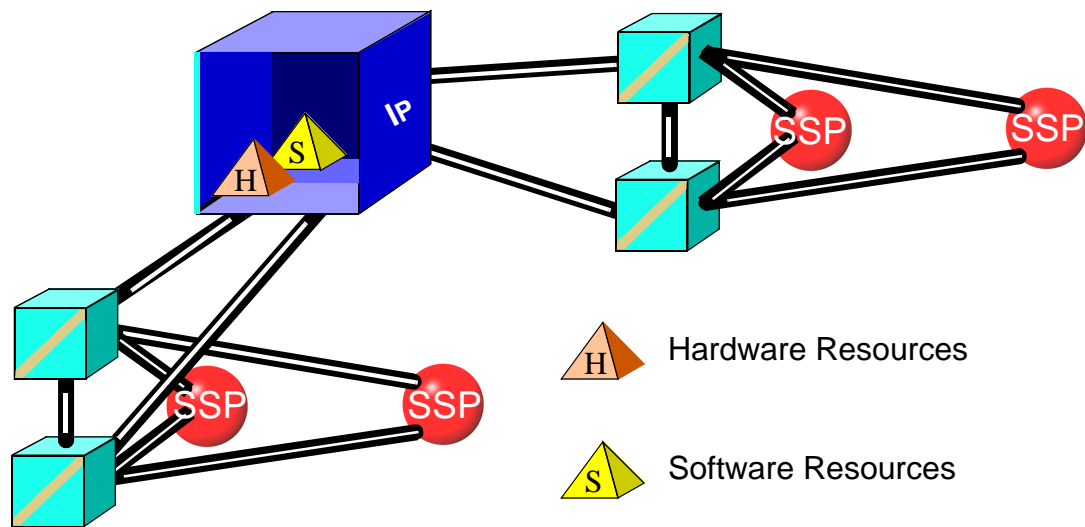 IP
SSP
SSP
S
H
H
Hardware Resources
SSP
SSP
S
Software Resources